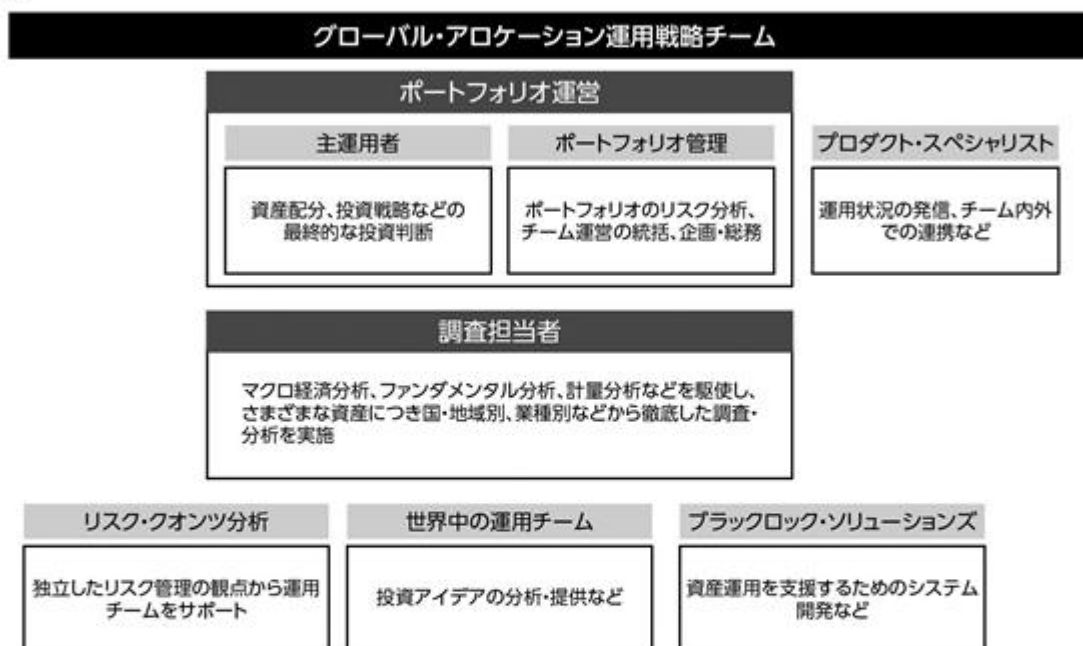 グローバル・アロケーション運用戦略チーム
ポートフォリオ運営
主運用者
資産配分、投資戦略などの
最終的な投資判断
ポートフォリオ管理
ポートフォリオのリスク分析、
チーム運営の統括、企画・総務
プロダクト・スペシャリスト
運用状況の発信、チーム内外
での連携など
調査担当者
マクロ経済分析、ファンダメンタル分析、計量分析などを駆使し、
さまざまな資産につき国・地域別、業種別などから徹底した調査・
分析を実施
リスク・クオンツ分析
独立したリスク管理の観点から運用
チームをサポート
世界中の運用チーム
投資アイデアの分析・提供など
ブラックロック・ソリューションズ
資産運用を支援するためのシステム
開発など